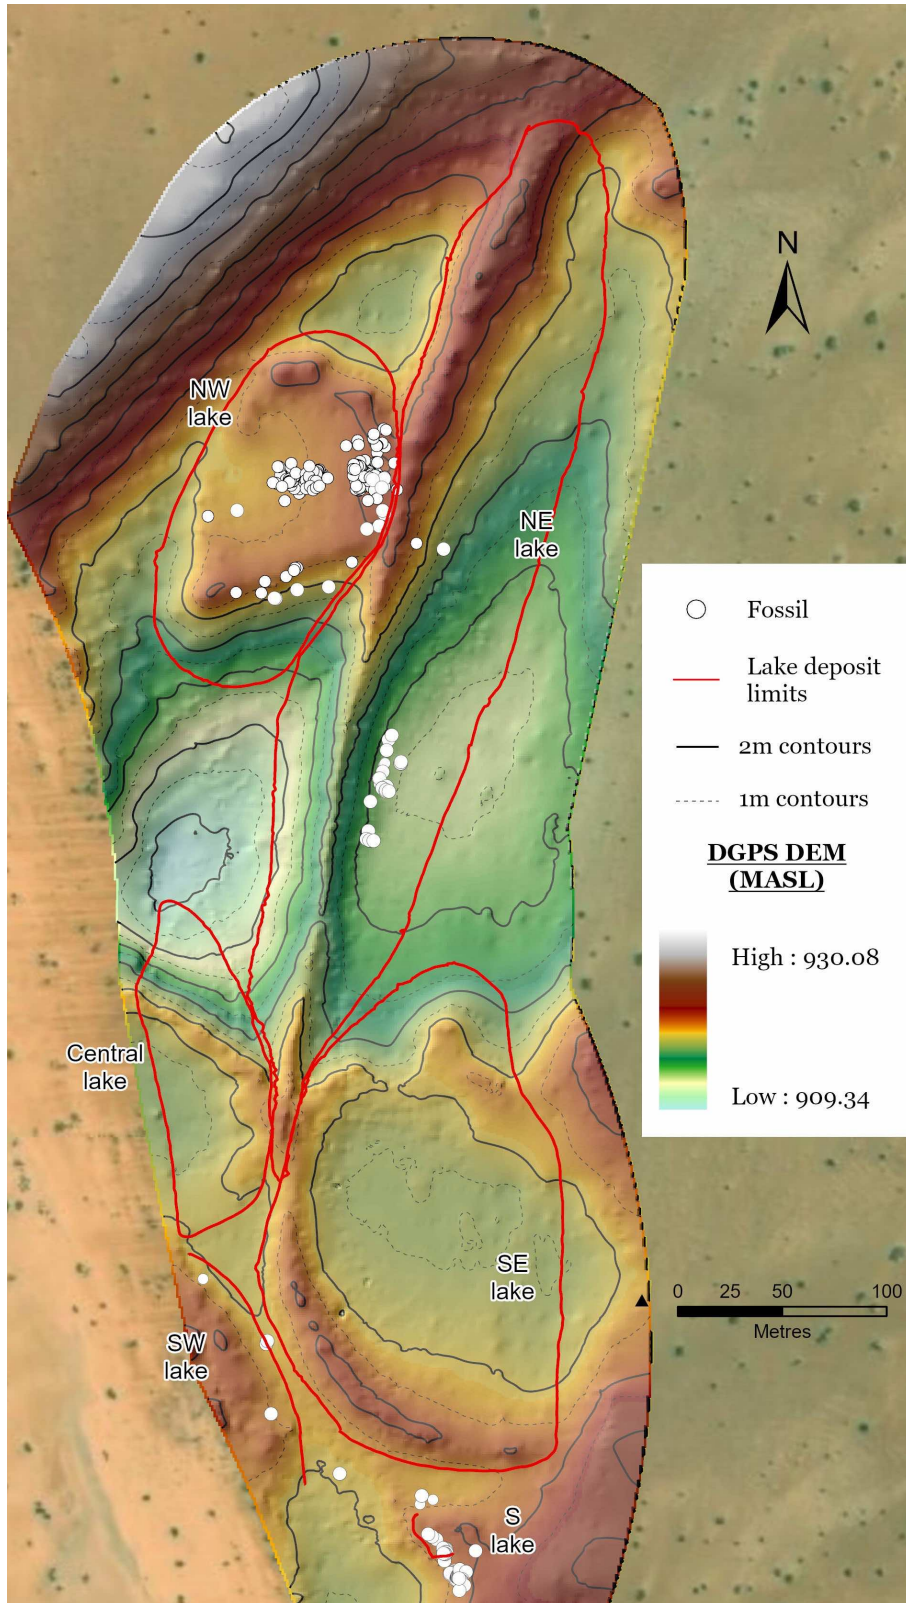 N
NW
lake
NE
lake
Fossil
Lake deposit
limits
2m contours
1m contours
DGPS DEM
(MASL)
High : 930.08
Low : 909.34
Central
lake
SE
lake
0 25 50 100
Metres
SW
lake
S
lake